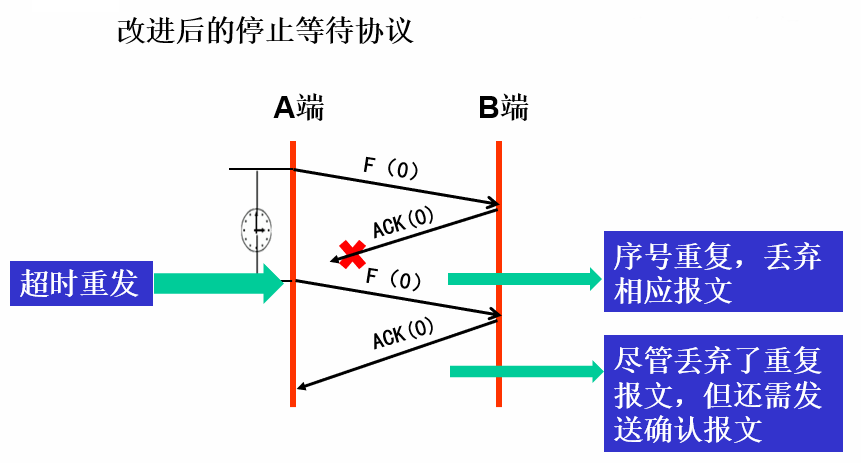 改进后的停止等待协议
A端
B端
F（0）
ACK(0)
超时重发
F（0）
序号重复，丢弃
相应报文
ACK(0)
尽管丢弃了重复
报文，但还需发
送确认报文